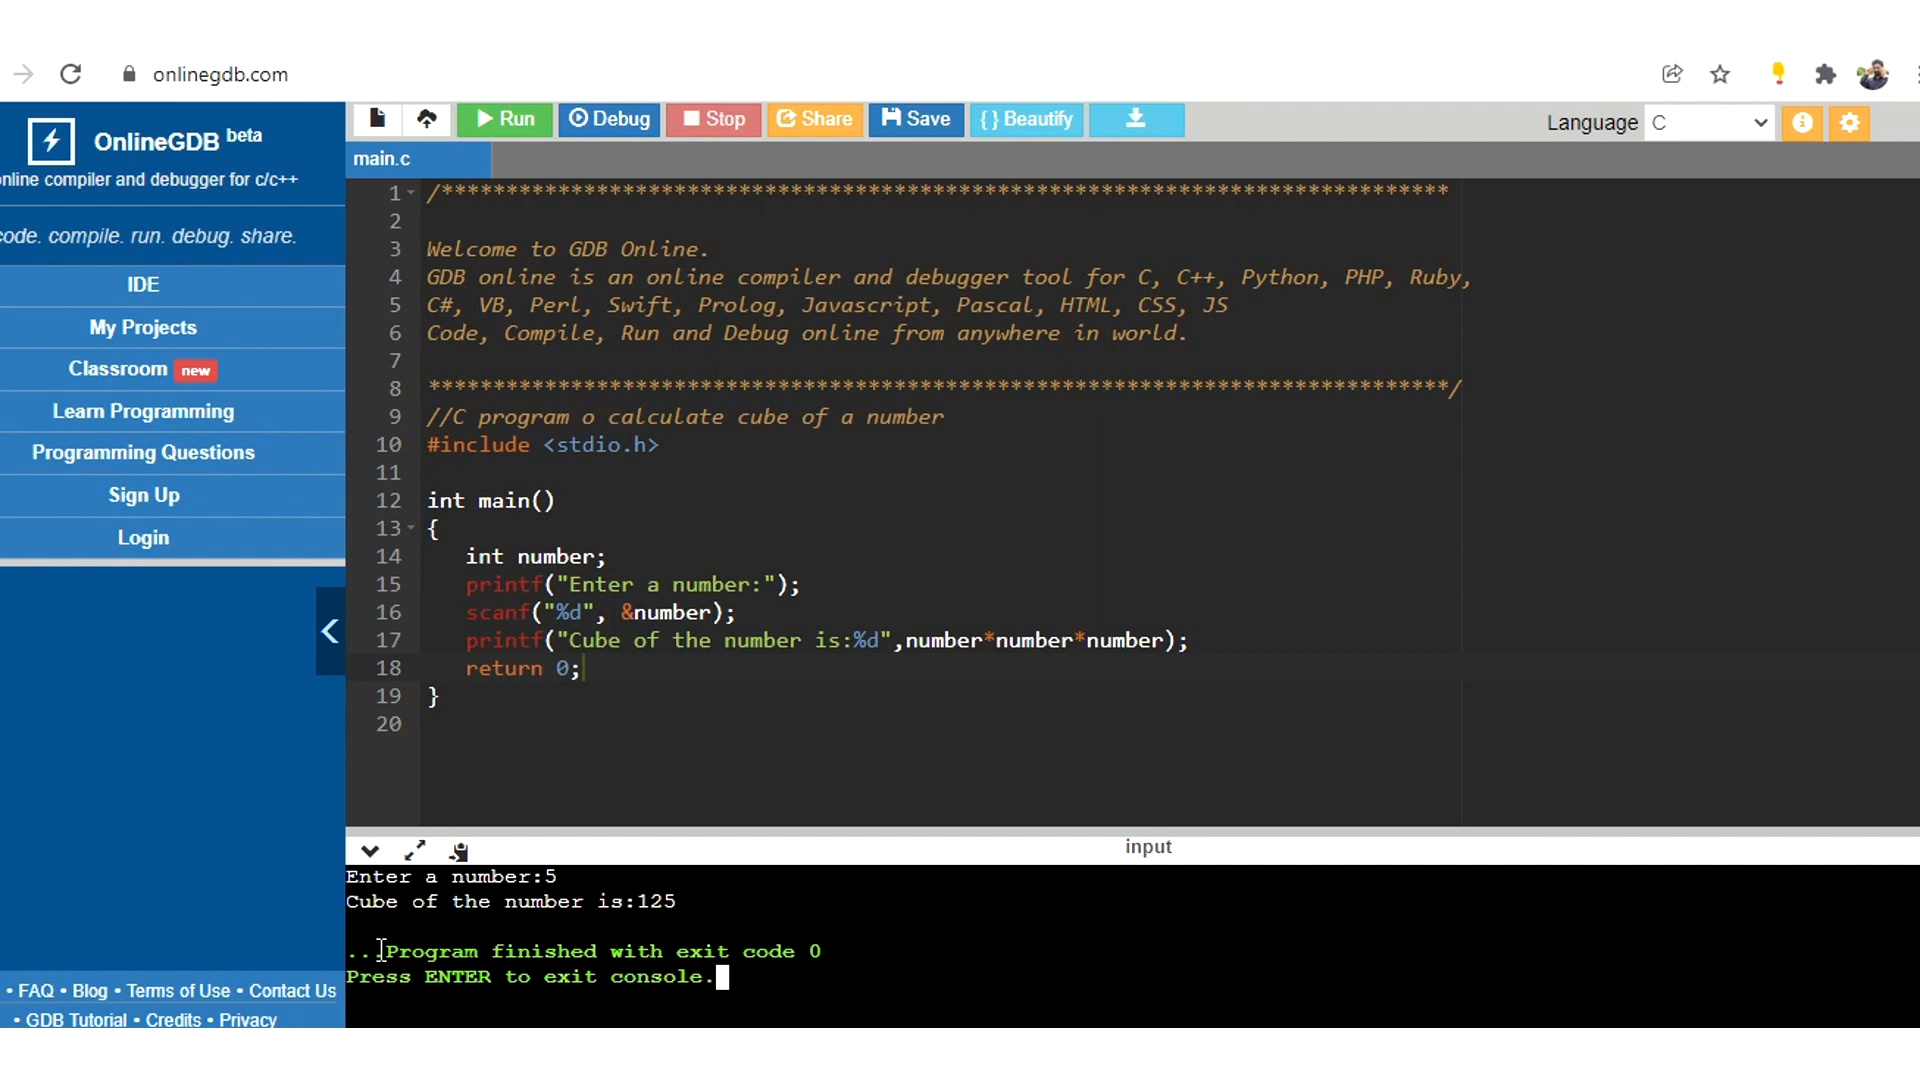 onlinegdb.com
OnlineGDB beta
nline compiler and debugger for c/c++
ode. compile. run. debug. share.
IDE
My Projects
Classroom new
Learn Programming
Programming Questions
Sign Up
Login
• FAQ • Blog • Terms of Use • Contact Us
• GDB Tutorial • Credits • Privacy
Run Debug Stop Share Save { } Beautify
Language C
main.c
1 /******************************************************************************
2
3 Welcome to GDB Online.
4 GDB online is an online compiler and debugger tool for C, C++, Python, PHP, Ruby,
5 C#, VB, Perl, Swift, Prolog, Javascript, Pascal, HTML, CSS, JS
6 Code, Compile, Run and Debug online from anywhere in world.
7
8 *******************************************************************************/
9 //C program o calculate cube of a number
10 #include <stdio.h>
11
12 int main()
13 {
14 int number;
15 printf("Enter a number:");
16 scanf("%d", &number);
17 printf("Cube of the number is:%d",number*number*number);
18 return 0;
19 }
20
input
Enter a number:5
Cube of the number is:125
...Program finished with exit code 0
Press ENTER to exit console.